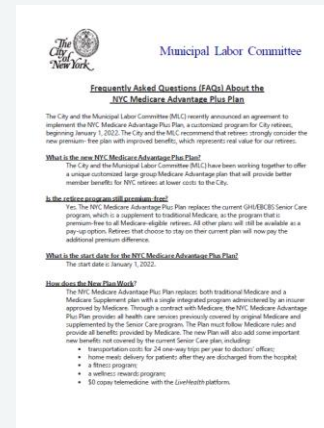 The
City
of
New York
Municipal Labor Committee
Frequently Asked Questions (FAQs) About the
NYC Medicare Advantage Plus Plan
The City and the Municipal Labor Committee (MLC) recently announced an agreement to
implement the NYC Medicare Advantage Plus Plan, a customized program for City retirees,
beginning January 1, 2022. The City and the MLC recommend that retirees strongly consider the
new premium- free plan with improved benefits, which represents real value for our retirees.
What is the new NYC Medicare Advantage Plus Plan?
The City and the Municipal Labor Committee (MLC) have been working together to offer
a unique customized large group Medicare Advantage plan that will provide better
member benefits for NYC retirees at lower costs to the City.
Is the retiree program still premium-free?
Yes. The NYC Medicare Advantage Plus Plan replaces the current GHI/EBCBS Senior Care
program, which is a supplement to traditional Medicare, as the program that is
premium-free to all Medicare-eligible retirees. All other plans will still be available as a
pay-up option. Retirees that choose to stay on their current plan will now pay the
additional premium difference.
What is the start date for the NYC Medicare Advantage Plus Plan?
The start date is January 1, 2022.
How does the New Plan Work?
The NYC Medicare Advantage Plus Plan replaces both traditional Medicare and a
Medicare Supplement plan with a single integrated program administered by an insurer
approved by Medicare. Through a contract with Medicare, the NYC Medicare Advantage
Plus Plan provides all health care services previously covered by original Medicare and
supplemented by the Senior Care program. The Plan must follow Medicare rules and
provide all benefits provided by Medicare. The new Plan will also add some important
new benefits not covered by the current Senior Care plan, including:
• transportation costs for 24 one-way trips per year to doctors' offices;
• home meals delivery for patients after they are discharged from the hospital;
• a fitness program;
• a wellness rewards program;
• $0 copay telemedicine with the LiveHealth platform.